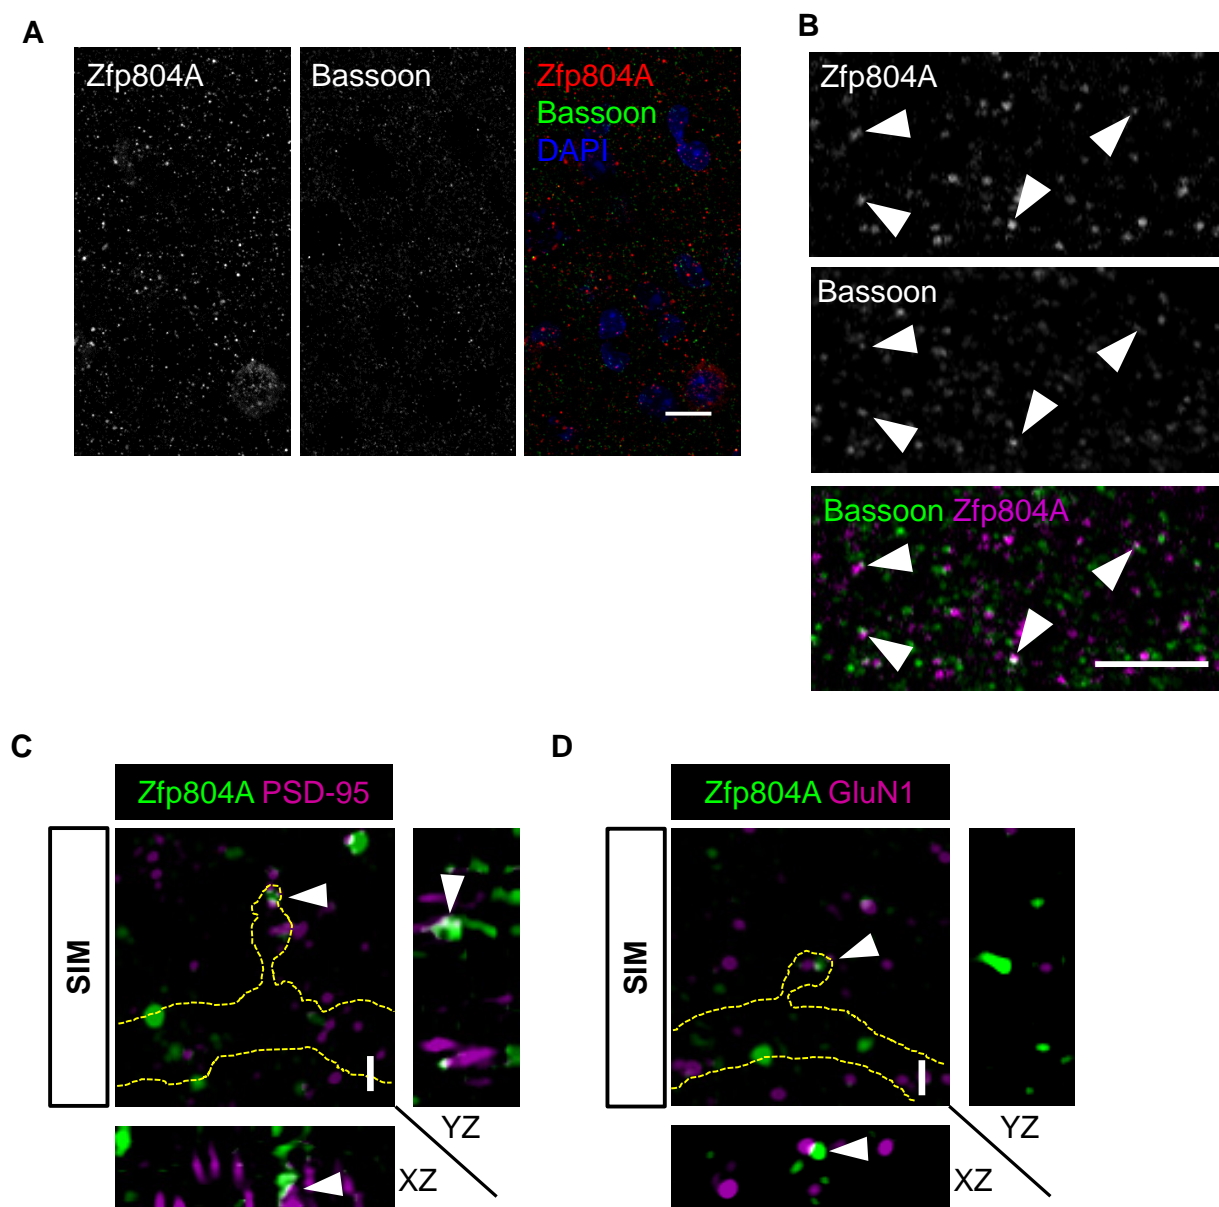 A
Zfp804A
Bassoon
Zfp804A
Bassoon
DAPI
B
Zfp804A
Bassoon
Bassoon Zfp804A
C
Zfp804A PSD-95
SIM
YZ
XZ
D
Zfp804A GluN1
SIM
YZ
XZ